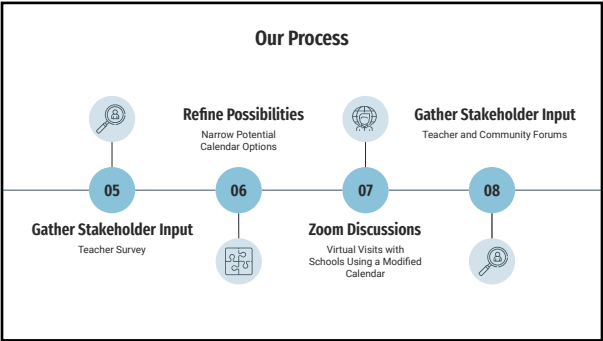 Our Process
05
Gather Stakeholder Input
Teacher Survey
Refine Possibilities
Narrow Potential
Calendar Options
06
07
Zoom Discussions
Virtual Visits with
Schools Using a Modified
Calendar
Gather Stakeholder Input
Teacher and Community Forums
08